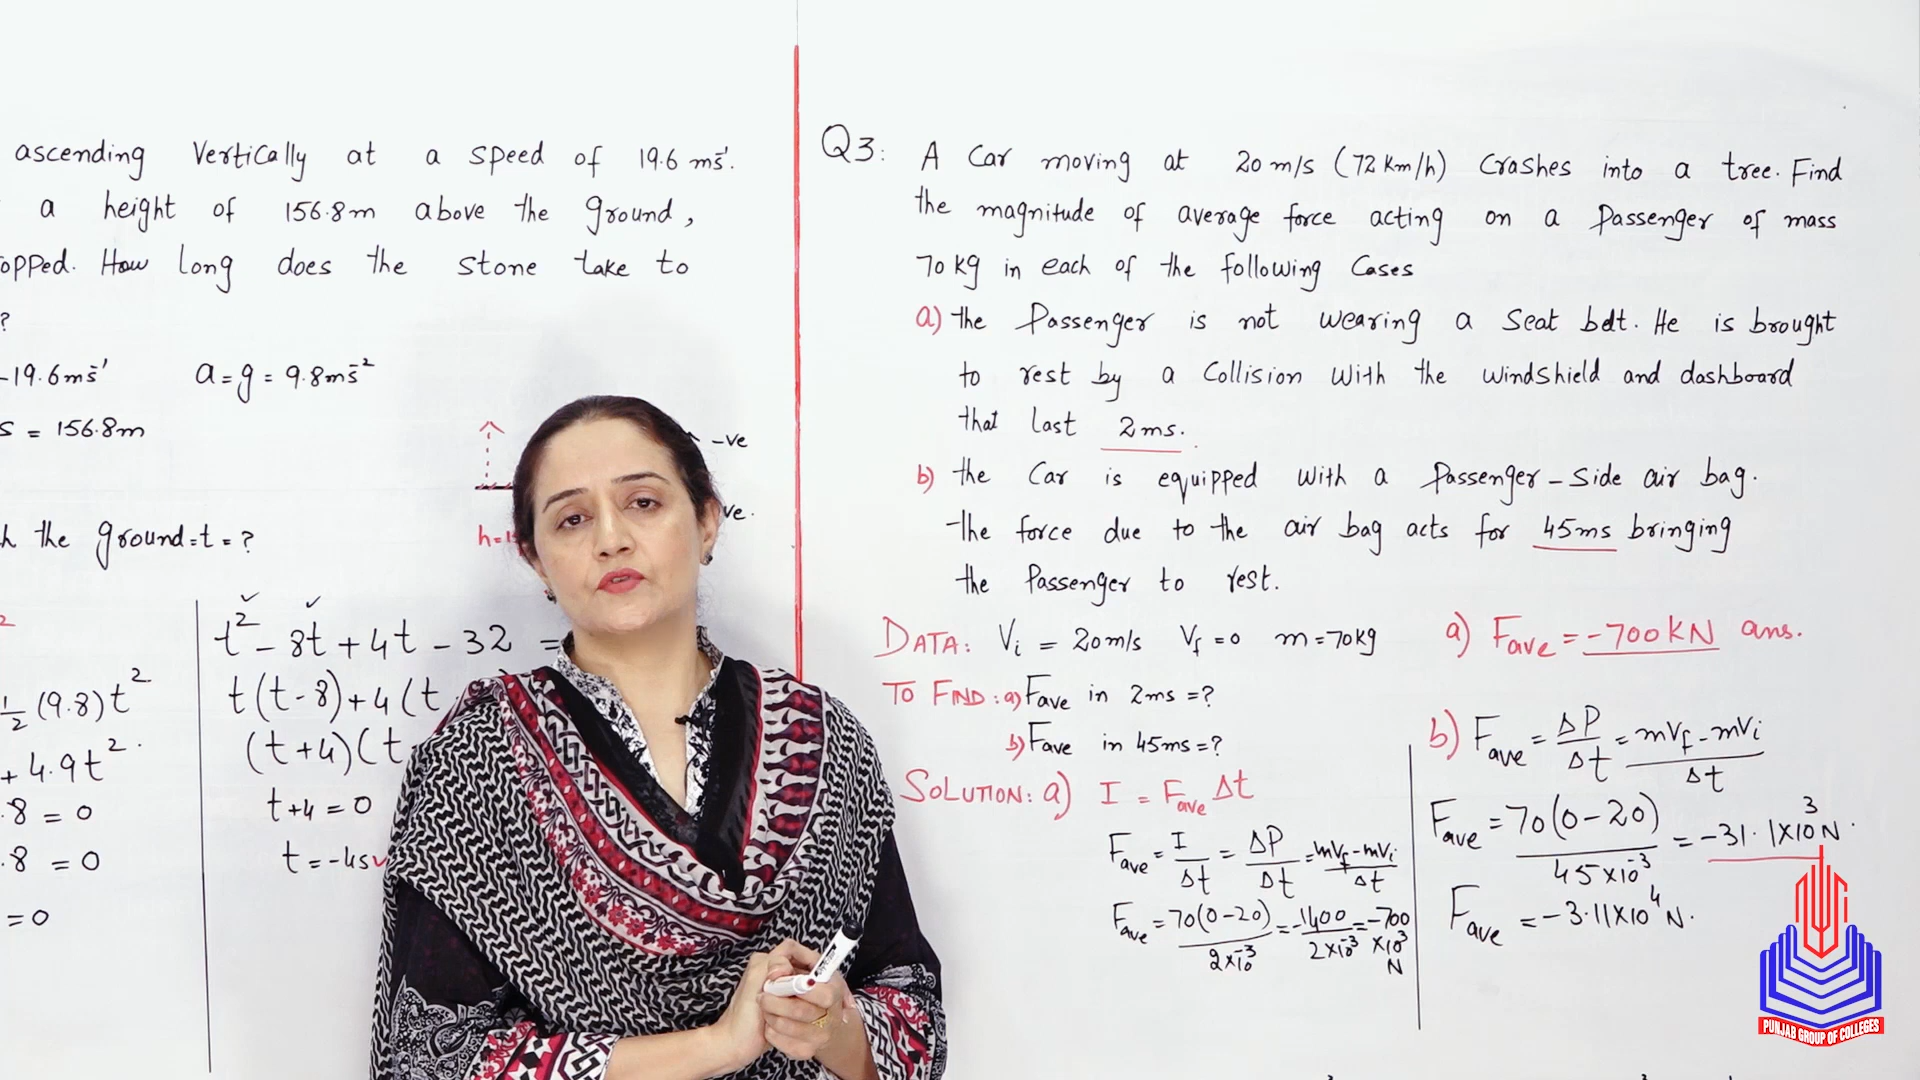 ascending Vertically at a speed of 19.6 ms⁻¹.
a height of 156.8m above the ground,
opped. How long does the stone take to
?
-19.6ms⁻¹ a = g = 9.8ms⁻²
s = 156.8m
-ve
ve.
h the ground = t = ?
h=15
2
½ (9.8)t²
+ 4.9t².
.8 = 0
.8 = 0
= 0
t² - 8t + 4t - 32 =
t(t-8)+4(t
(t+4)(t
t+4 = 0
t = -4s
Q3: A Car moving at 20 m/s (72 km/h) Crashes into a tree. Find
the magnitude of average force acting on a Passenger of mass
70 kg in each of the following Cases
a) the Passenger is not wearing a Seat belt. He is brought
to rest by a Collision With the windshield and dashboard
that last 2ms.
b) the Car is equipped with a Passenger-side air bag.
The force due to the air bag acts for 45ms bringing
the Passenger to rest.
DATA: Vi = 20m/s Vf = 0 m = 70kg
TO FIND: a) Fave in 2ms = ?
b) Fave in 45ms = ?
SOLUTION: a) I = Fave Δt
Fave = I/Δt = ΔP/Δt = mVf - mVi/Δt
Fave = 70(0-20)/2×10⁻³ = -1400/2×10⁻³ = -700 ×10³ N
a) Fave = -700KN ans.
b) Fave = ΔP/Δt = mVf - mVi/Δt
Fave = 70(0-20)/45×10⁻³ = -31.1×10³ N.
Fave = -3.11×10⁴ N.
PUNJAB GROUP OF COLLEGES